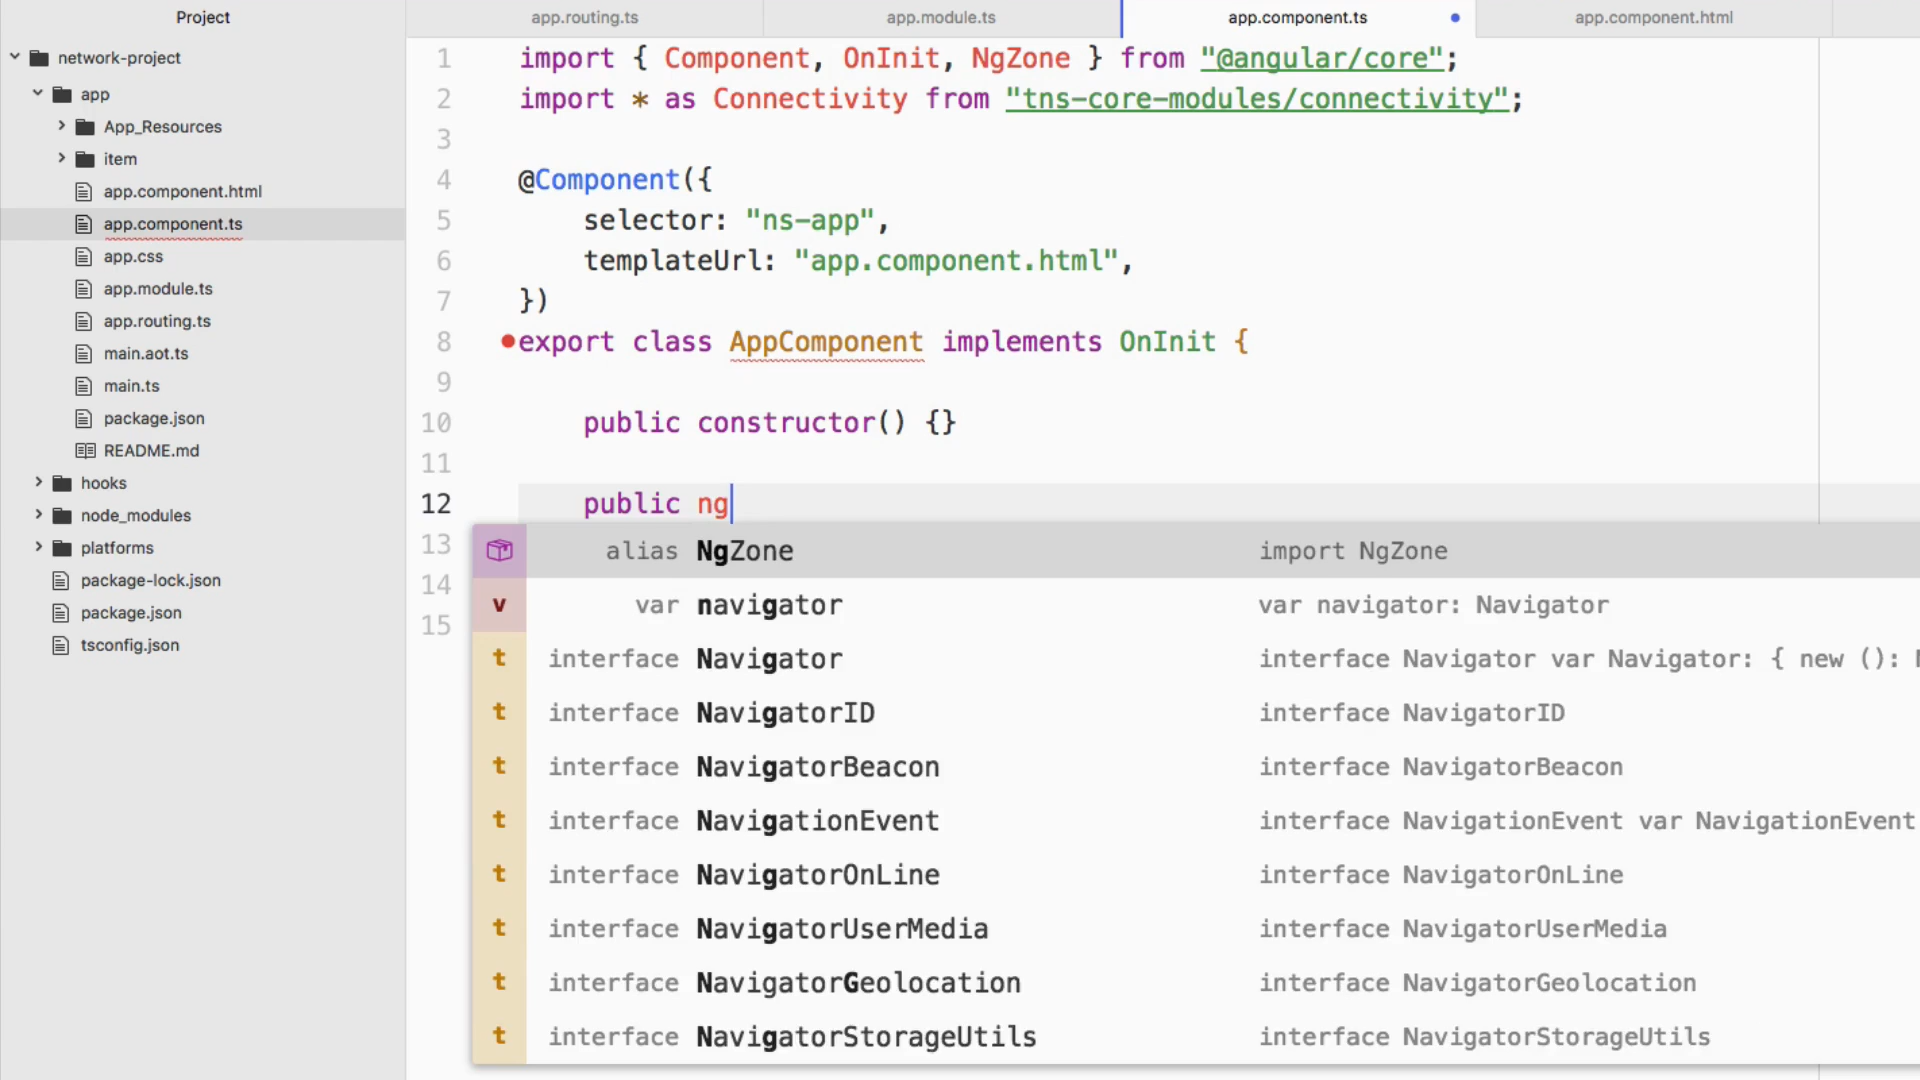 Project
network-project
app
App_Resources
item
app.component.html
app.component.ts
app.css
app.module.ts
app.routing.ts
main.aot.ts
main.ts
package.json
README.md
hooks
node_modules
platforms
package-lock.json
package.json
tsconfig.json
app.routing.ts app.module.ts app.component.ts app.component.html
1 import { Component, OnInit, NgZone } from "@angular/core";
2 import * as Connectivity from "tns-core-modules/connectivity";
3
4 @Component({
5 selector: "ns-app",
6 templateUrl: "app.component.html",
7 })
8 export class AppComponent implements OnInit {
9
10 public constructor() {}
11
12 public ng
13
14
15
alias NgZone import NgZone
v var navigator var navigator: Navigator
t interface Navigator interface Navigator var Navigator: { new ():
t interface NavigatorID interface NavigatorID
t interface NavigatorBeacon interface NavigatorBeacon
t interface NavigationEvent interface NavigationEvent var NavigationEvent
t interface NavigatorOnLine interface NavigatorOnLine
t interface NavigatorUserMedia interface NavigatorUserMedia
t interface NavigatorGeolocation interface NavigatorGeolocation
t interface NavigatorStorageUtils interface NavigatorStorageUtils